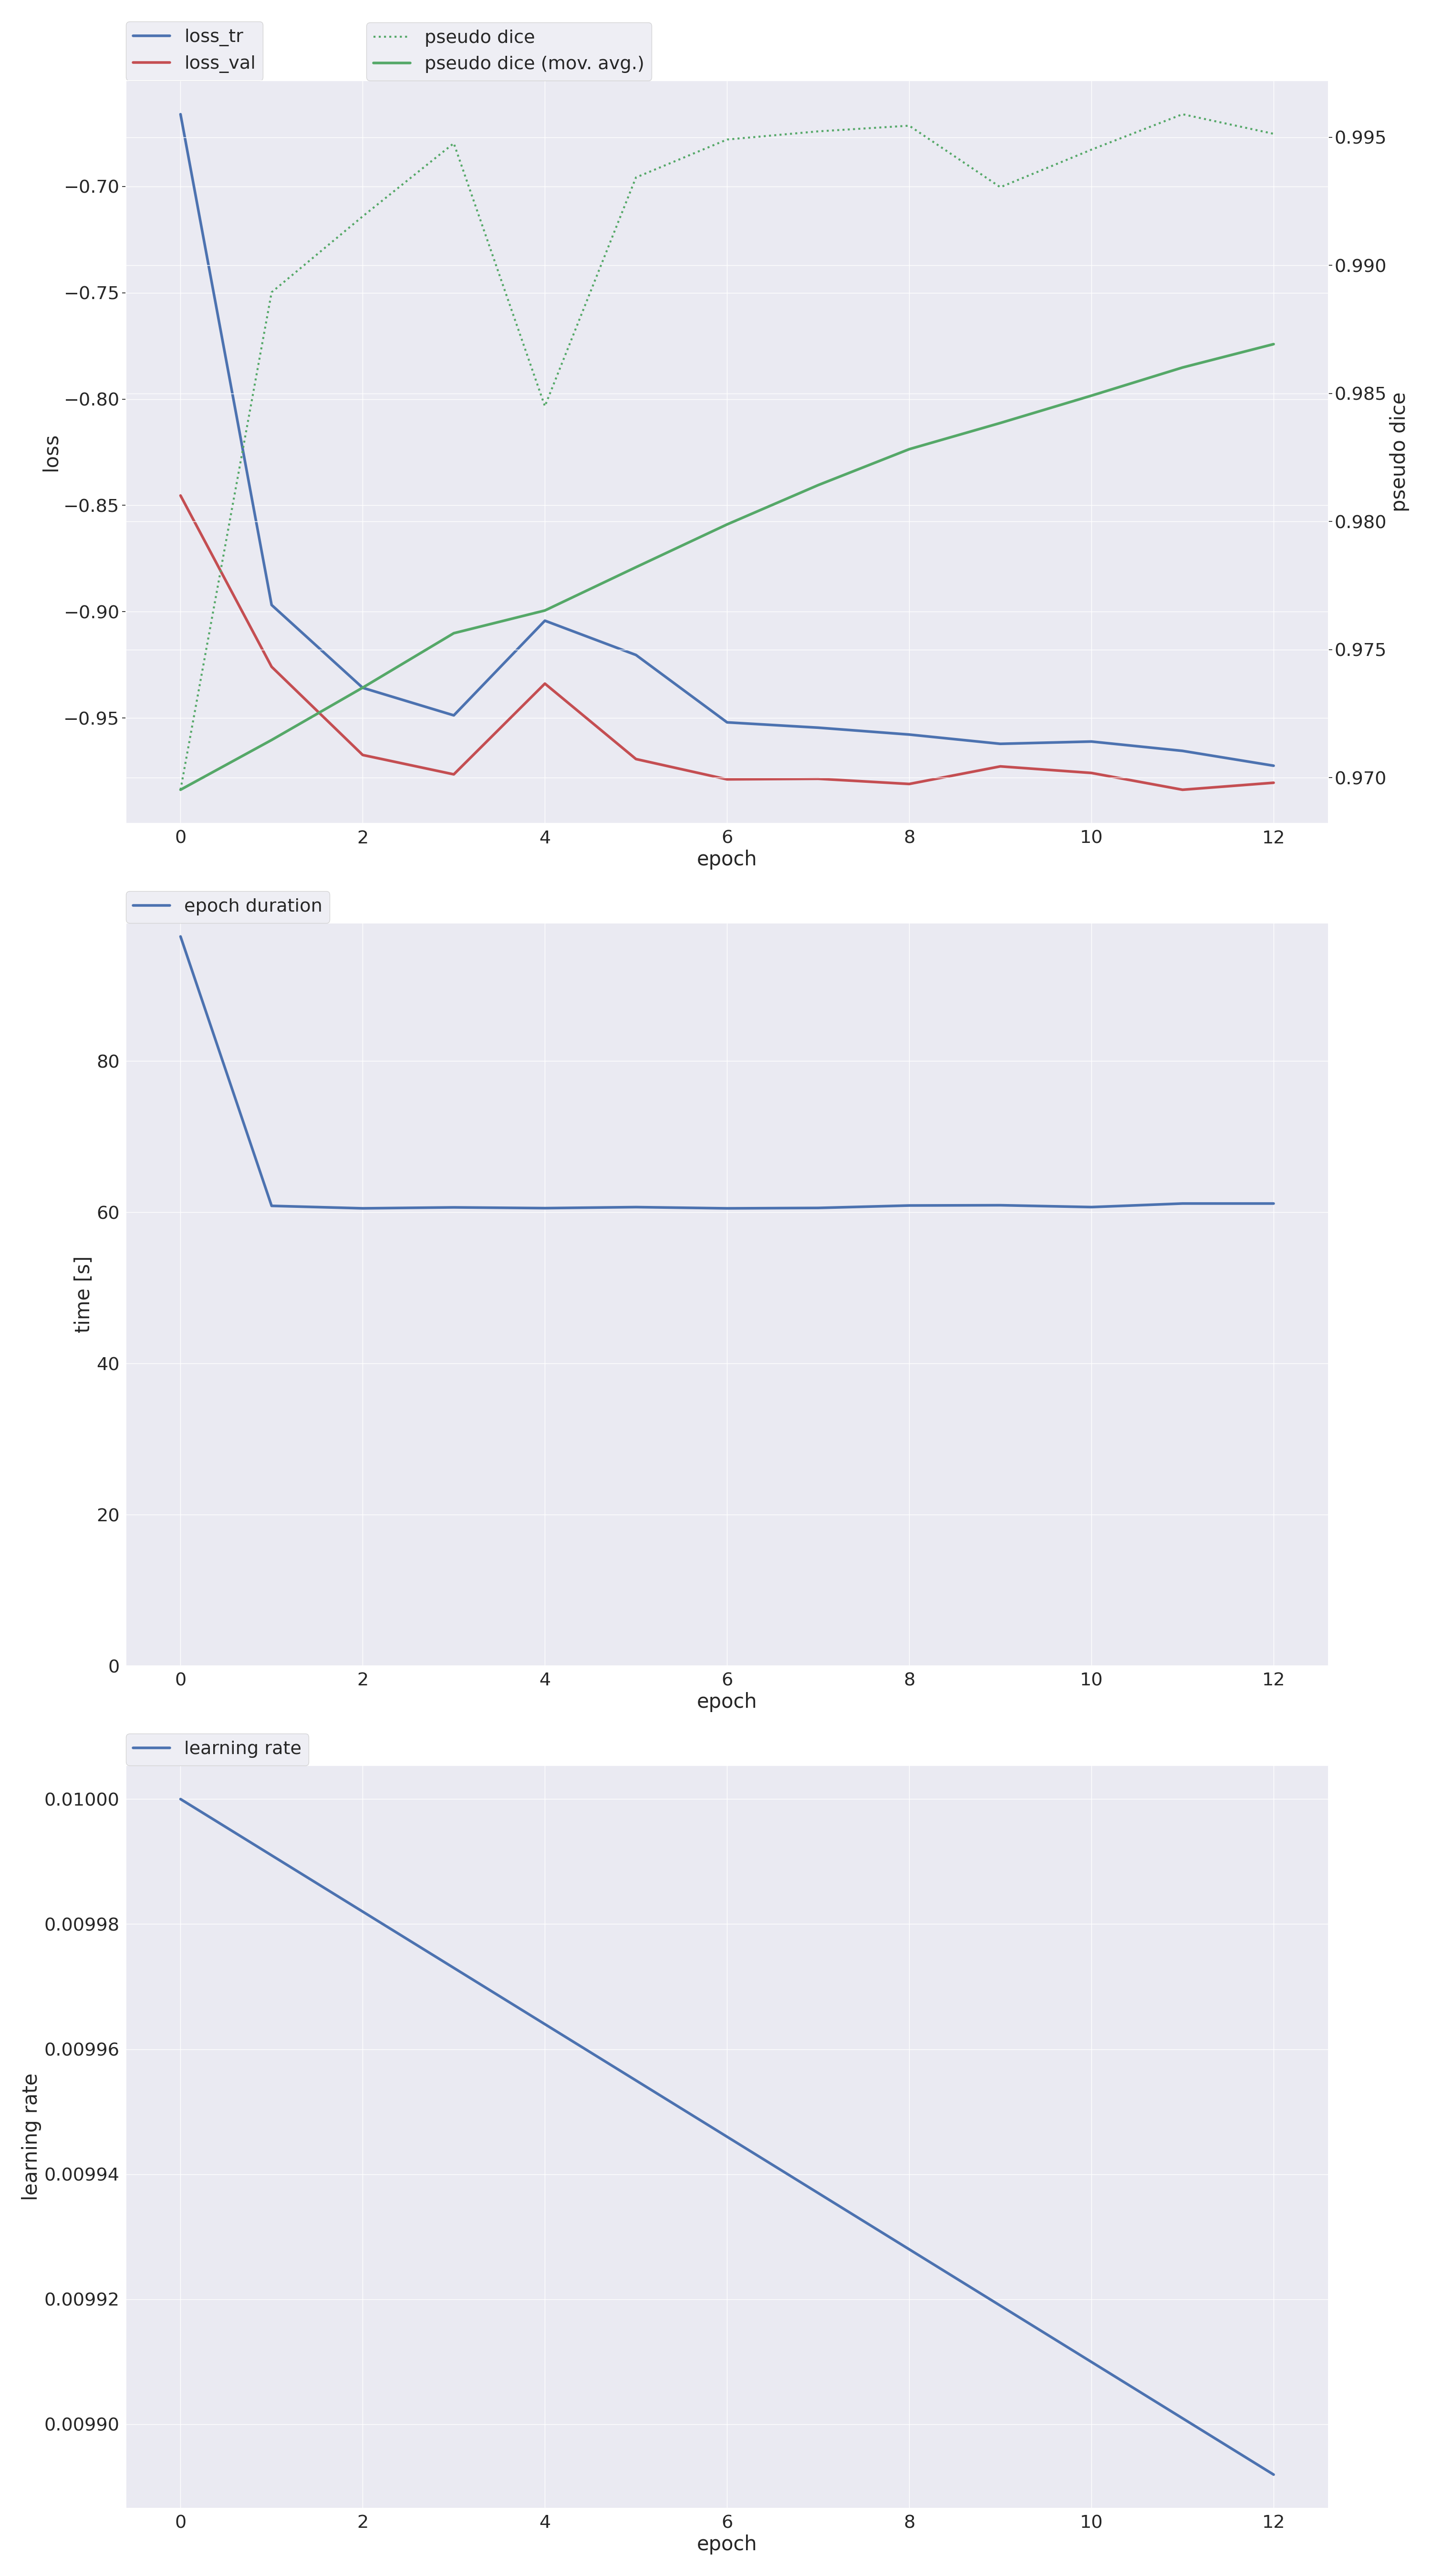 loss_tr
loss_val
pseudo dice
pseudo dice (mov. avg.)
−0.70
−0.75
−0.80
−0.85
−0.90
−0.95
loss
0.995
0.990
0.985
0.980
0.975
0.970
pseudo dice
0 2 4 6 8 10 12
epoch
epoch duration
80
60
40
20
0
time [s]
0 2 4 6 8 10 12
epoch
learning rate
0.01000
0.00998
0.00996
0.00994
0.00992
0.00990
learning rate
0 2 4 6 8 10 12
epoch